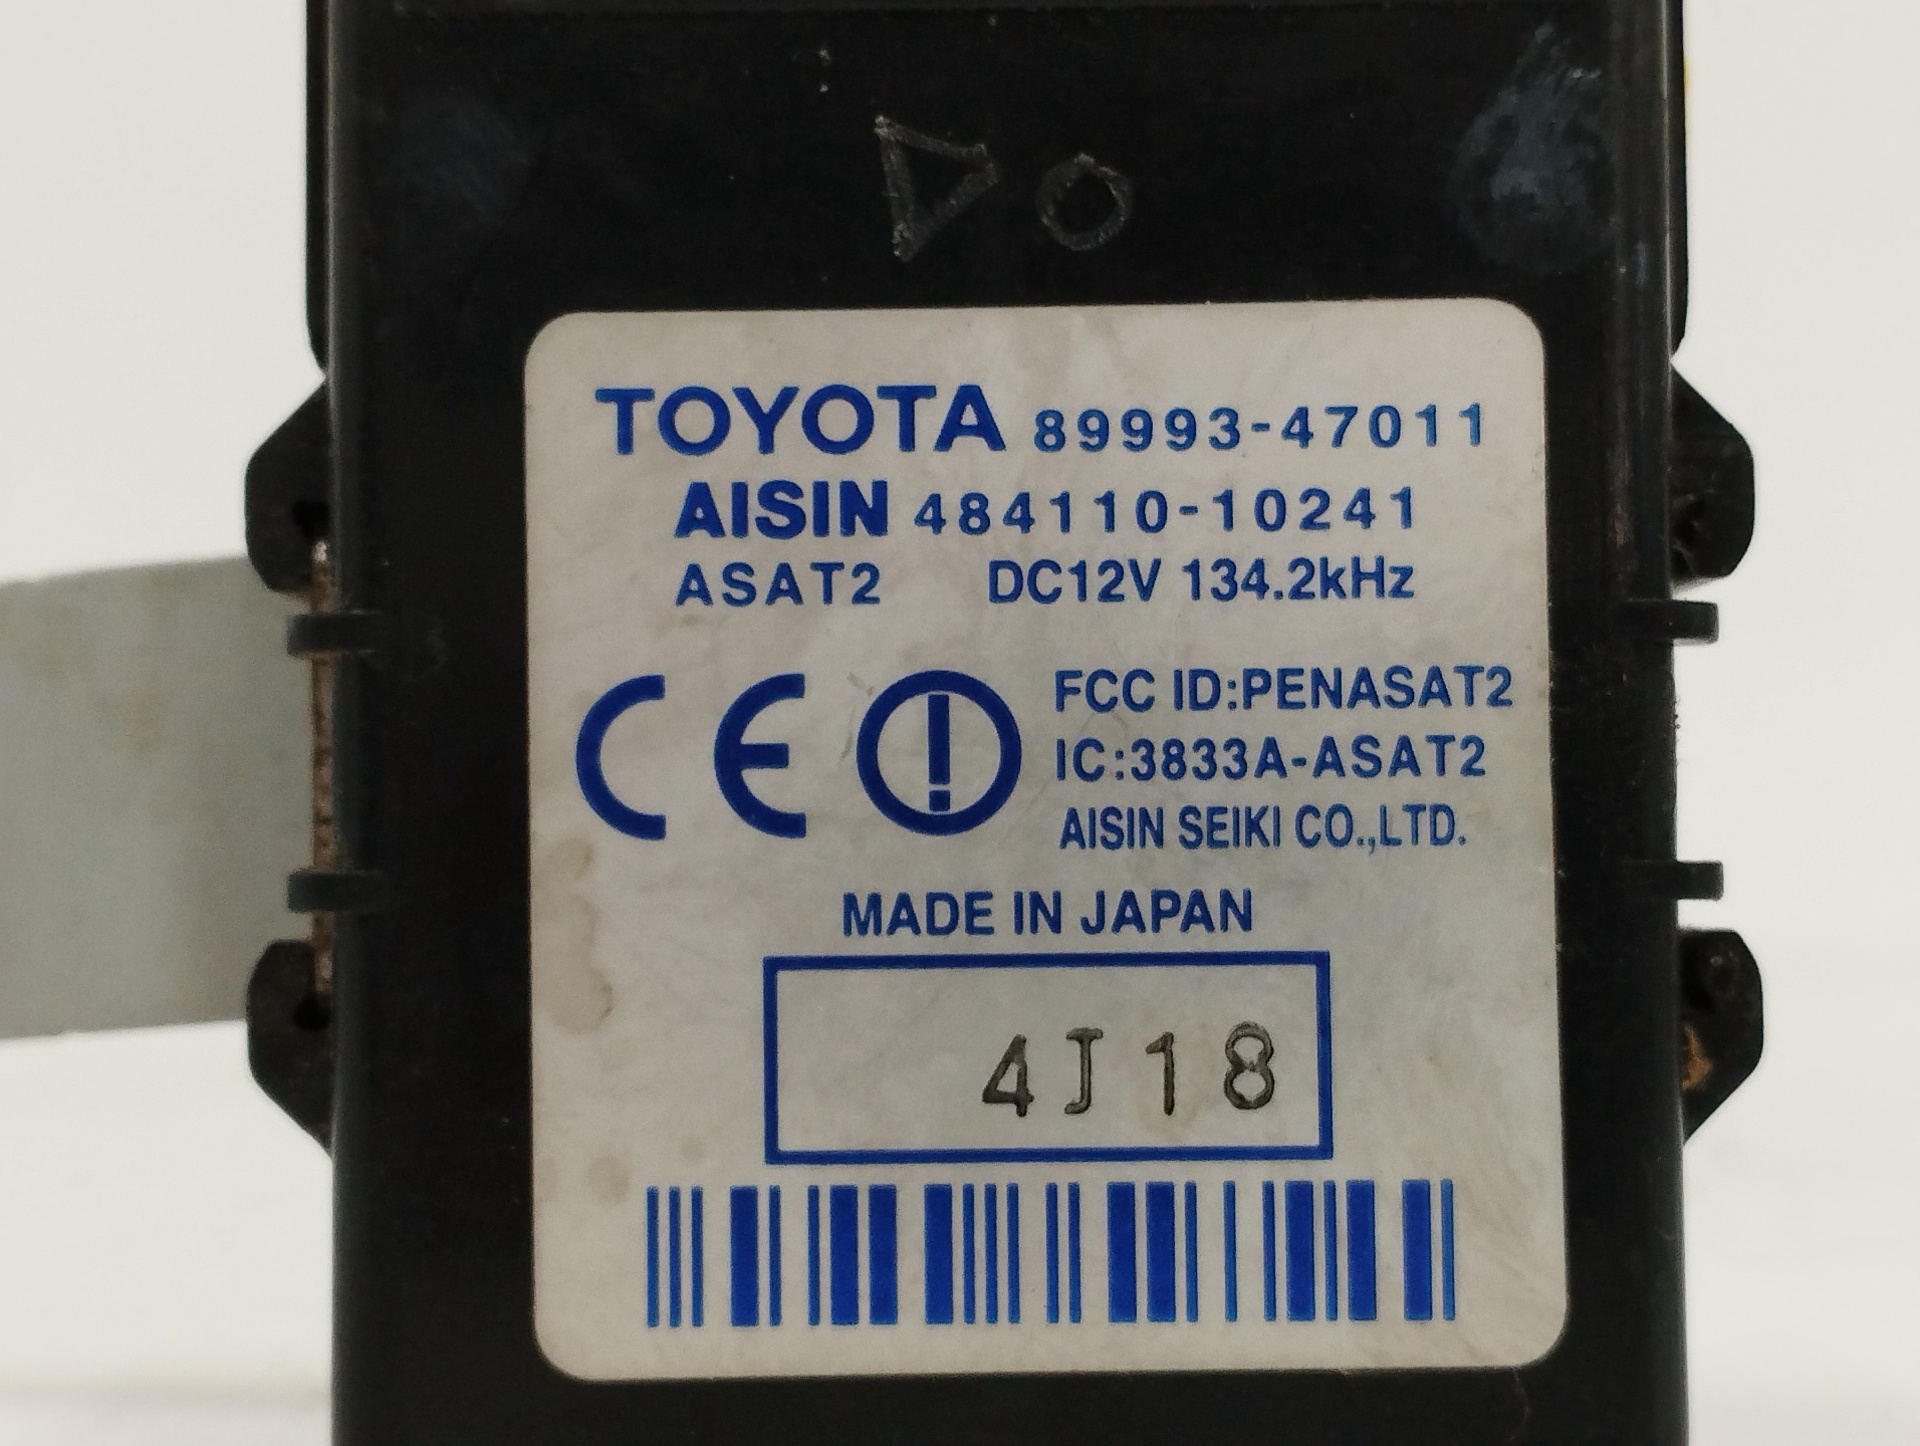 TOYOTA 89993-47011
AISIN 484110-10241
ASAT2 DC12V 134.2kHz
CE
FCC ID:PENASAT2
IC:3833A-ASAT2
AISIN SEIKI CO.,LTD.
MADE IN JAPAN
4J18